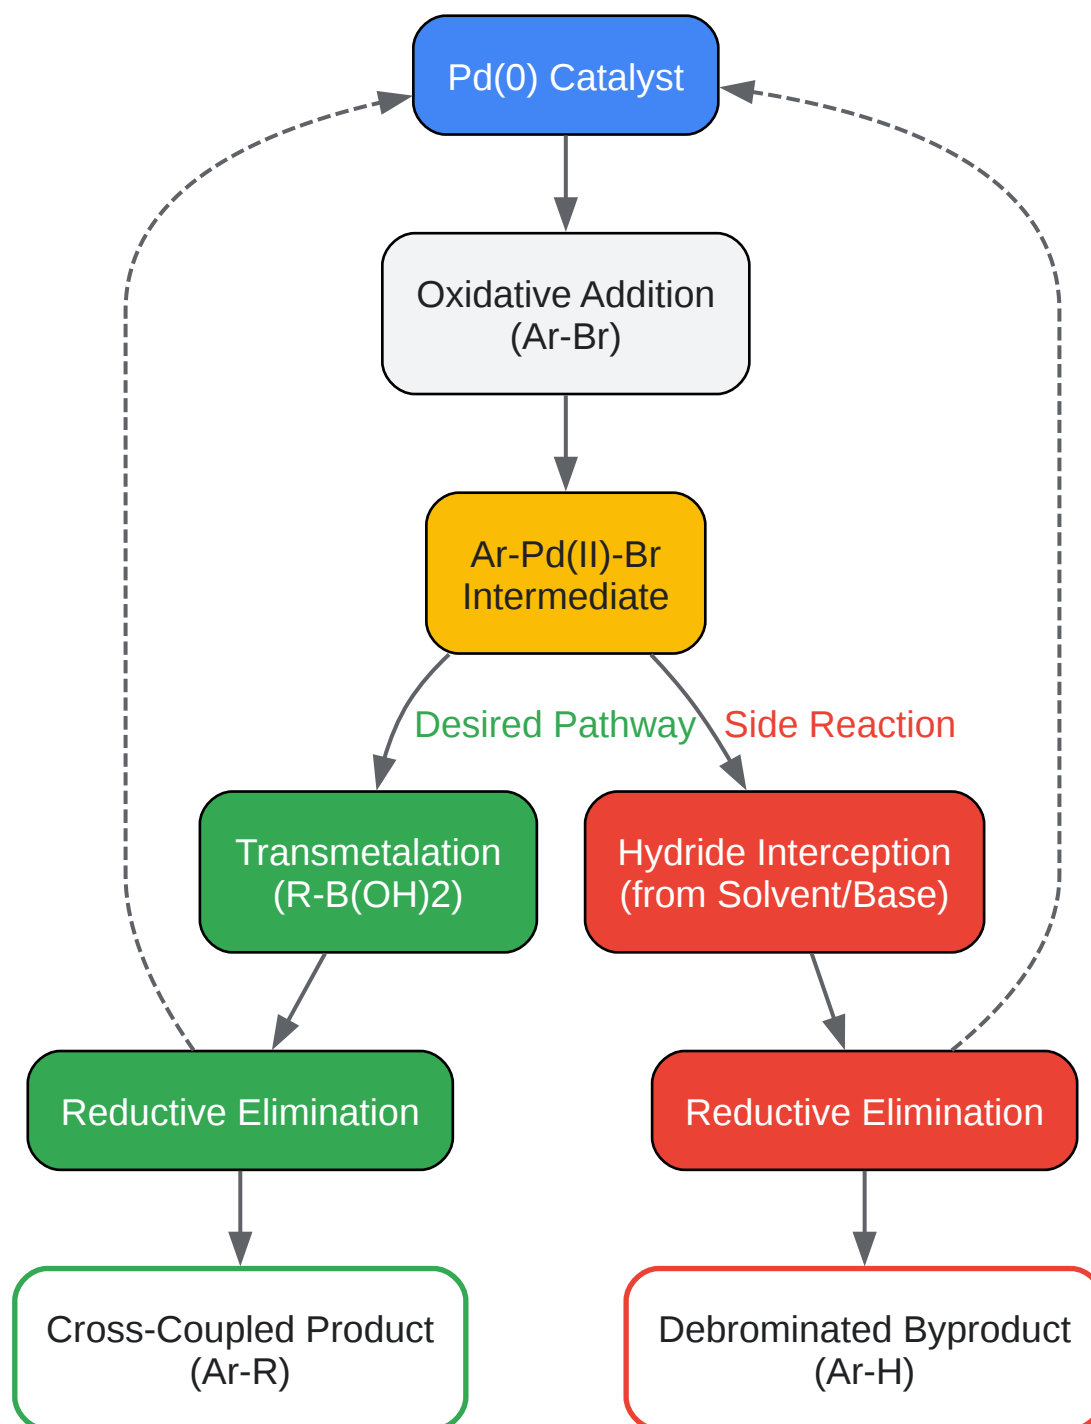 Pd(0) Catalyst
Oxidative Addition
(Ar-Br)
Ar-Pd(II)-Br
Intermediate
Desired Pathway
Side Reaction
Transmetalation
(R-B(OH)2)
Hydride Interception
(from Solvent/Base)
Reductive Elimination
Reductive Elimination
Cross-Coupled Product
(Ar-R)
Debrominated Byproduct
(Ar-H)